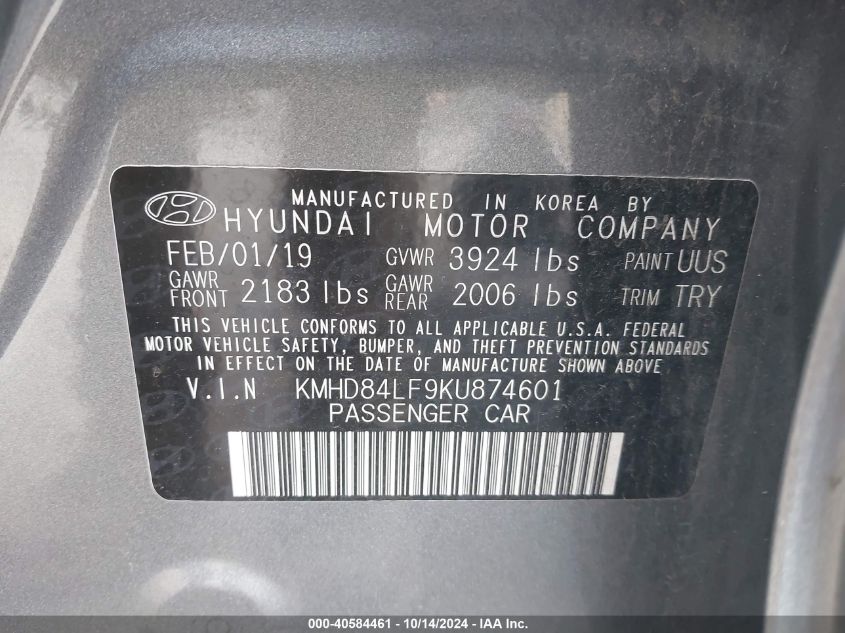 MANUFACTURED IN KOREA BY
HYUNDAI MOTOR COMPANY
FEB/01/19 GVWR 3924 lbs PAINT UUS
GAWR FRONT 2183 lbs GAWR REAR 2006 lbs TRIM TRY
THIS VEHICLE CONFORMS TO ALL APPLICABLE U.S.A. FEDERAL
MOTOR VEHICLE SAFETY, BUMPER, AND THEFT PREVENTION STANDARDS
IN EFFECT ON THE DATE OF MANUFACTURE SHOWN ABOVE
V.I.N KMHD84LF9KU874601
PASSENGER CAR
000-40584461 - 10/14/2024 - IAA Inc.